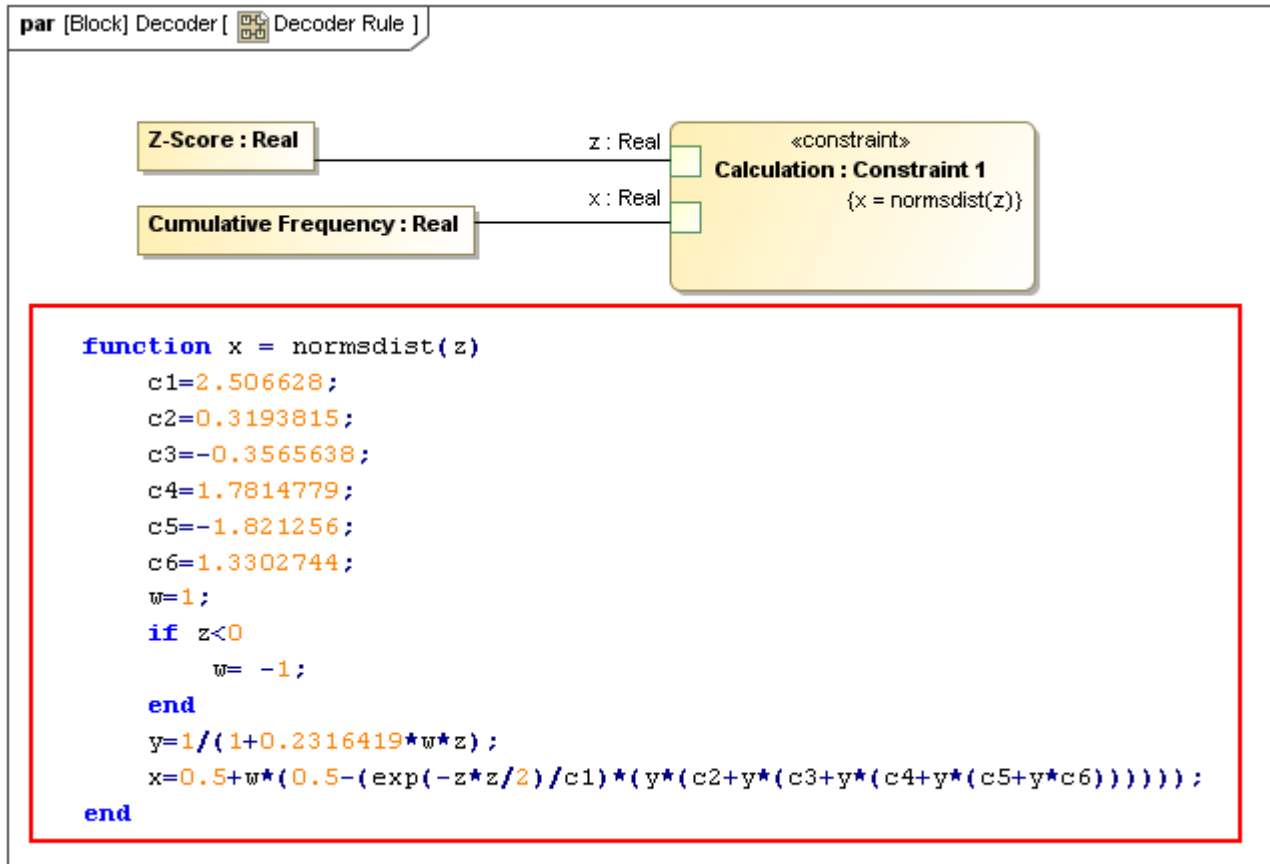 par [Block] Decoder [ Decoder Rule ]
Z-Score : Real
z : Real
«constraint»
Calculation : Constraint 1
{x = normsdist(z)}
x : Real
Cumulative Frequency : Real
function x = normsdist(z)
c1=2.506628;
c2=0.3193815;
c3=-0.3565638;
c4=1.7814779;
c5=-1.821256;
c6=1.3302744;
w=1;
if z<0
w= -1;
end
y=1/(1+0.2316419*w*z);
x=0.5+w*(0.5-(exp(-z*z/2)/c1)*(y*(c2+y*(c3+y*(c4+y*(c5+y*c6))))));
end